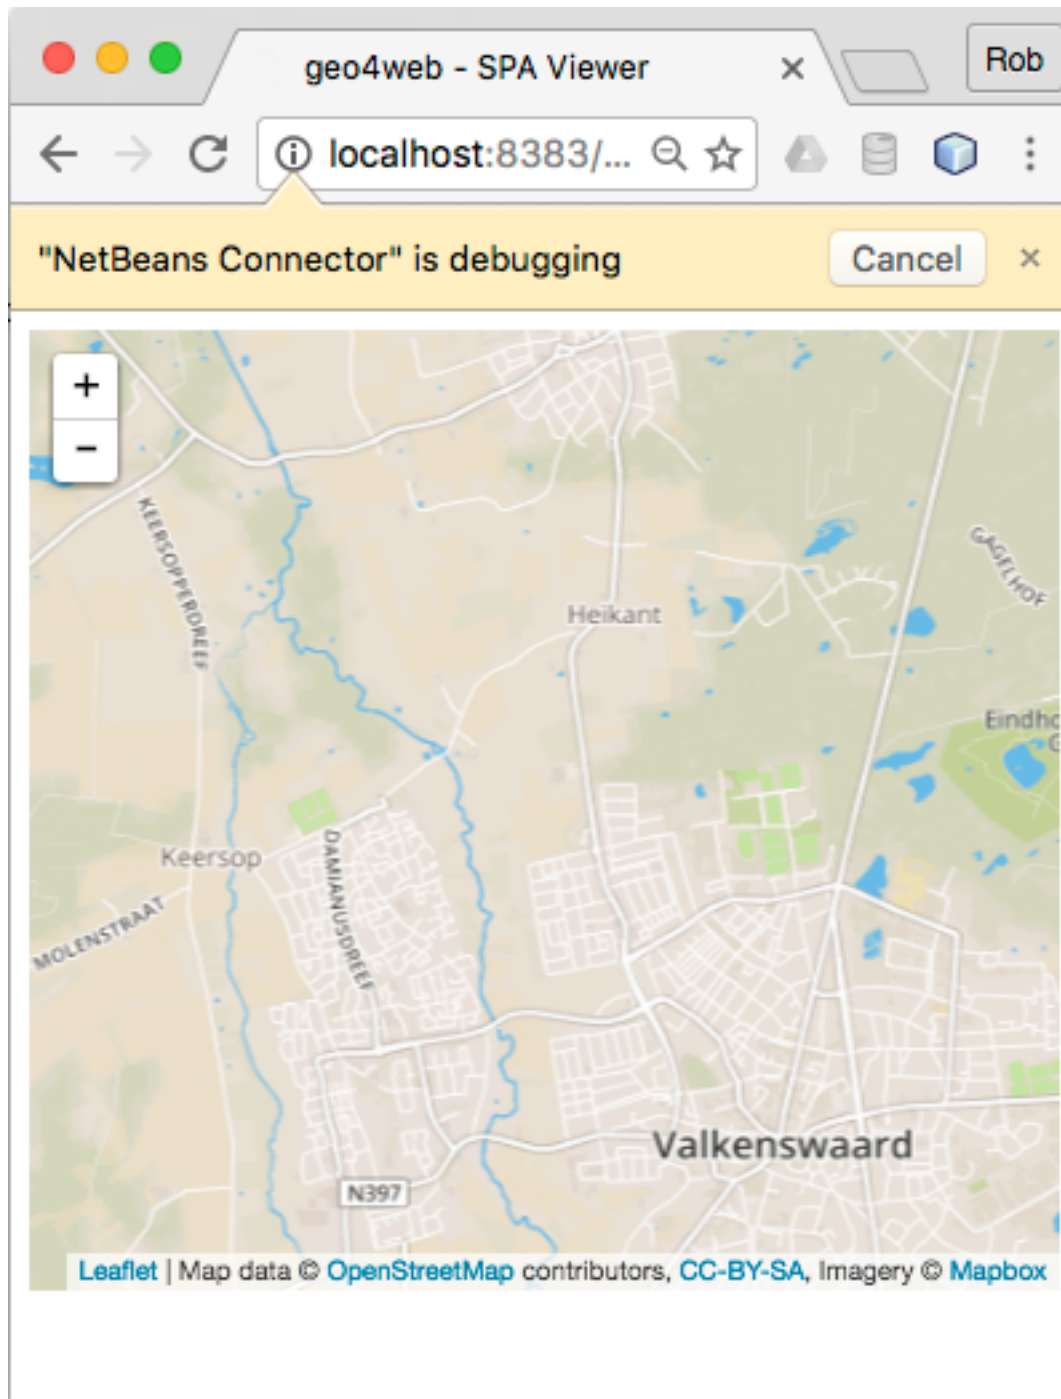 geo4web - SPA Viewer
Rob
localhost:8383/...
"NetBeans Connector" is debugging
Cancel
+
−
KEERSOPPERDREEF
GAGELHOF
Heikant
Eindho
G
Keersop
DAMIANUSDREEF
MOLENSTRAAT
Valkenswaard
N397
Leaflet | Map data © OpenStreetMap contributors, CC-BY-SA, Imagery © Mapbox